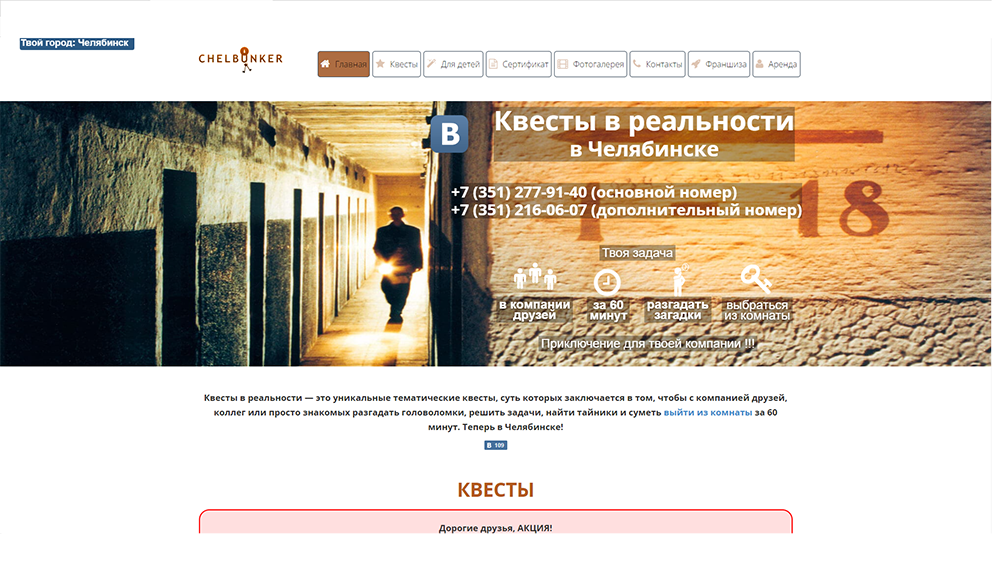 Твой город: Челябинск
CHELBUNKER
Главная
Квесты
Для детей
Сертификат
Фотогалерея
Контакты
Франшиза
Аренда
B
Квесты в реальности
в Челябинске
+7 (351) 277-91-40 (основной номер)
+7 (351) 216-06-07 (дополнительный номер)
18
Твоя задача
в компании
друзей
за 60
минут
разгадать
загадки
выбраться
из комнаты
Приключение для твоей компании !!!
Квесты в реальности — это уникальные тематические квесты, суть которых заключается в том, чтобы с компанией друзей,
коллег или просто знакомых разгадать головоломки, решить задачи, найти тайники и суметь выйти из комнаты за 60
минут. Теперь в Челябинске!
B 109
КВЕСТЫ
Дорогие друзья, АКЦИЯ!